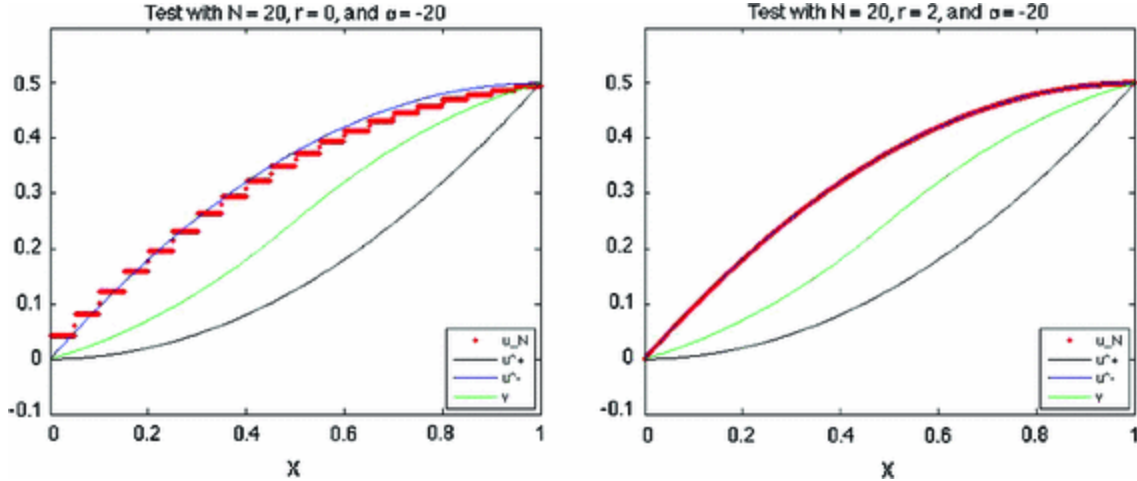 Test with N = 20, r = 0, and σ = -20
0.5
0.4
0.3
0.2
0.1
0
-0.1
0
0.2
0.4
0.6
0.8
1
X
u_N
u^+
u^-
v
Test with N = 20, r = 2, and σ = -20
0.5
0.4
0.3
0.2
0.1
0
-0.1
0
0.2
0.4
0.6
0.8
1
X
u_N
u^+
u^-
v